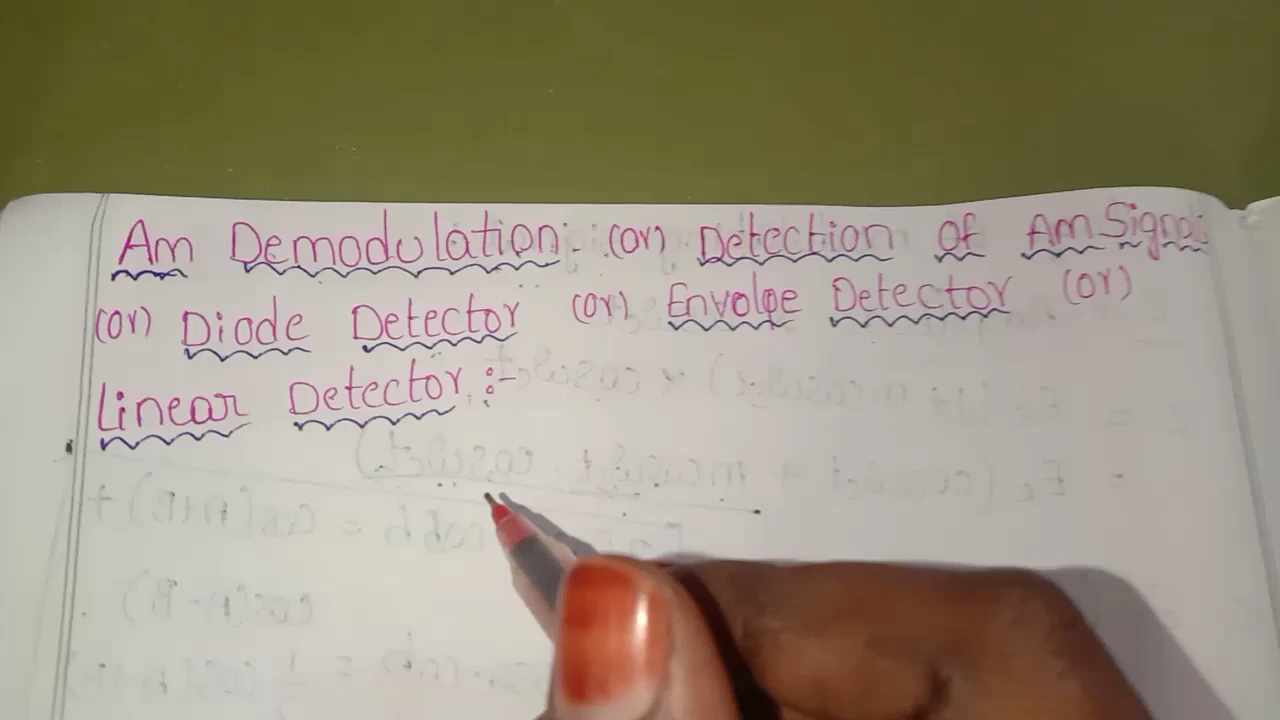 Am Demodulation:- (or) Detection of Am Signal
(or) Diode Detector (or) Envolpe Detector (or)
Linear Detector :-